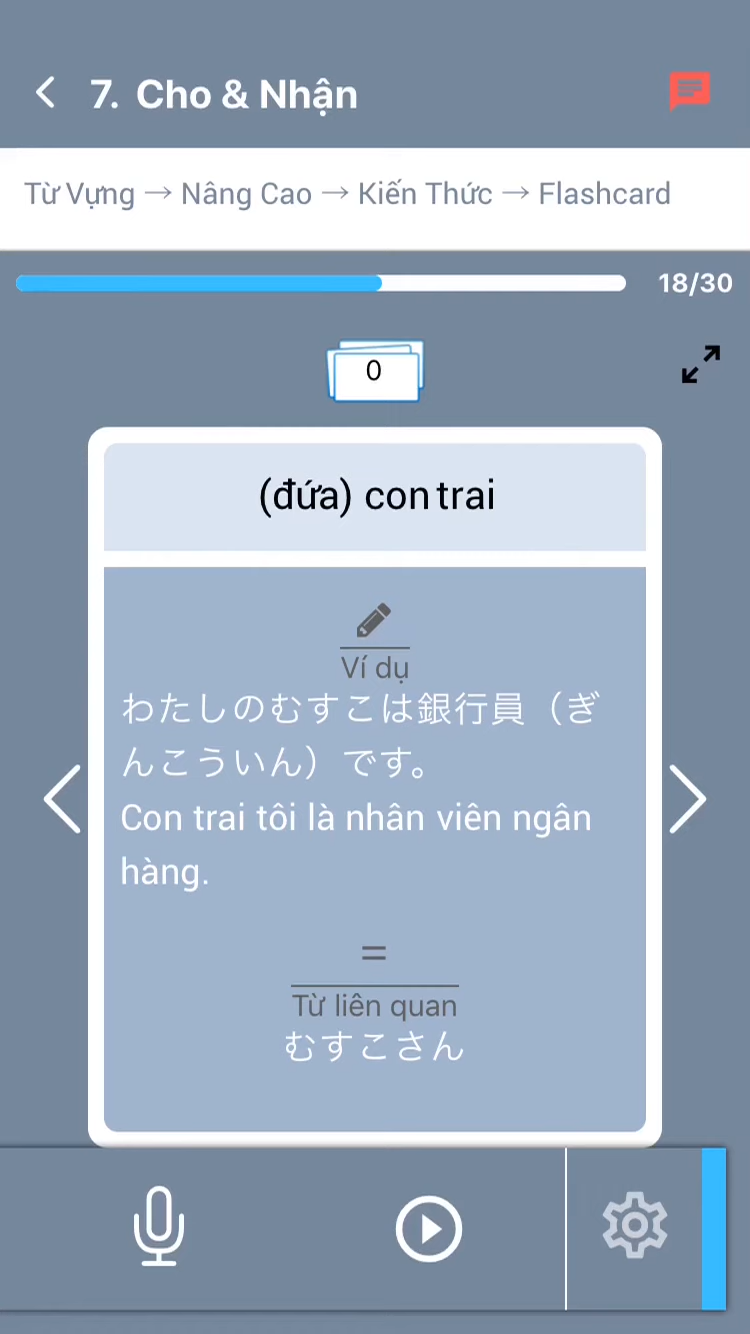 7. Cho & Nhận
Từ Vựng → Nâng Cao → Kiến Thức → Flashcard
18/30
0
(đứa) con trai
Ví dụ
わたしのむすこは銀行員（ぎ
んこういん）です。
Con trai tôi là nhân viên ngân
hàng.
=
Từ liên quan
むすこさん